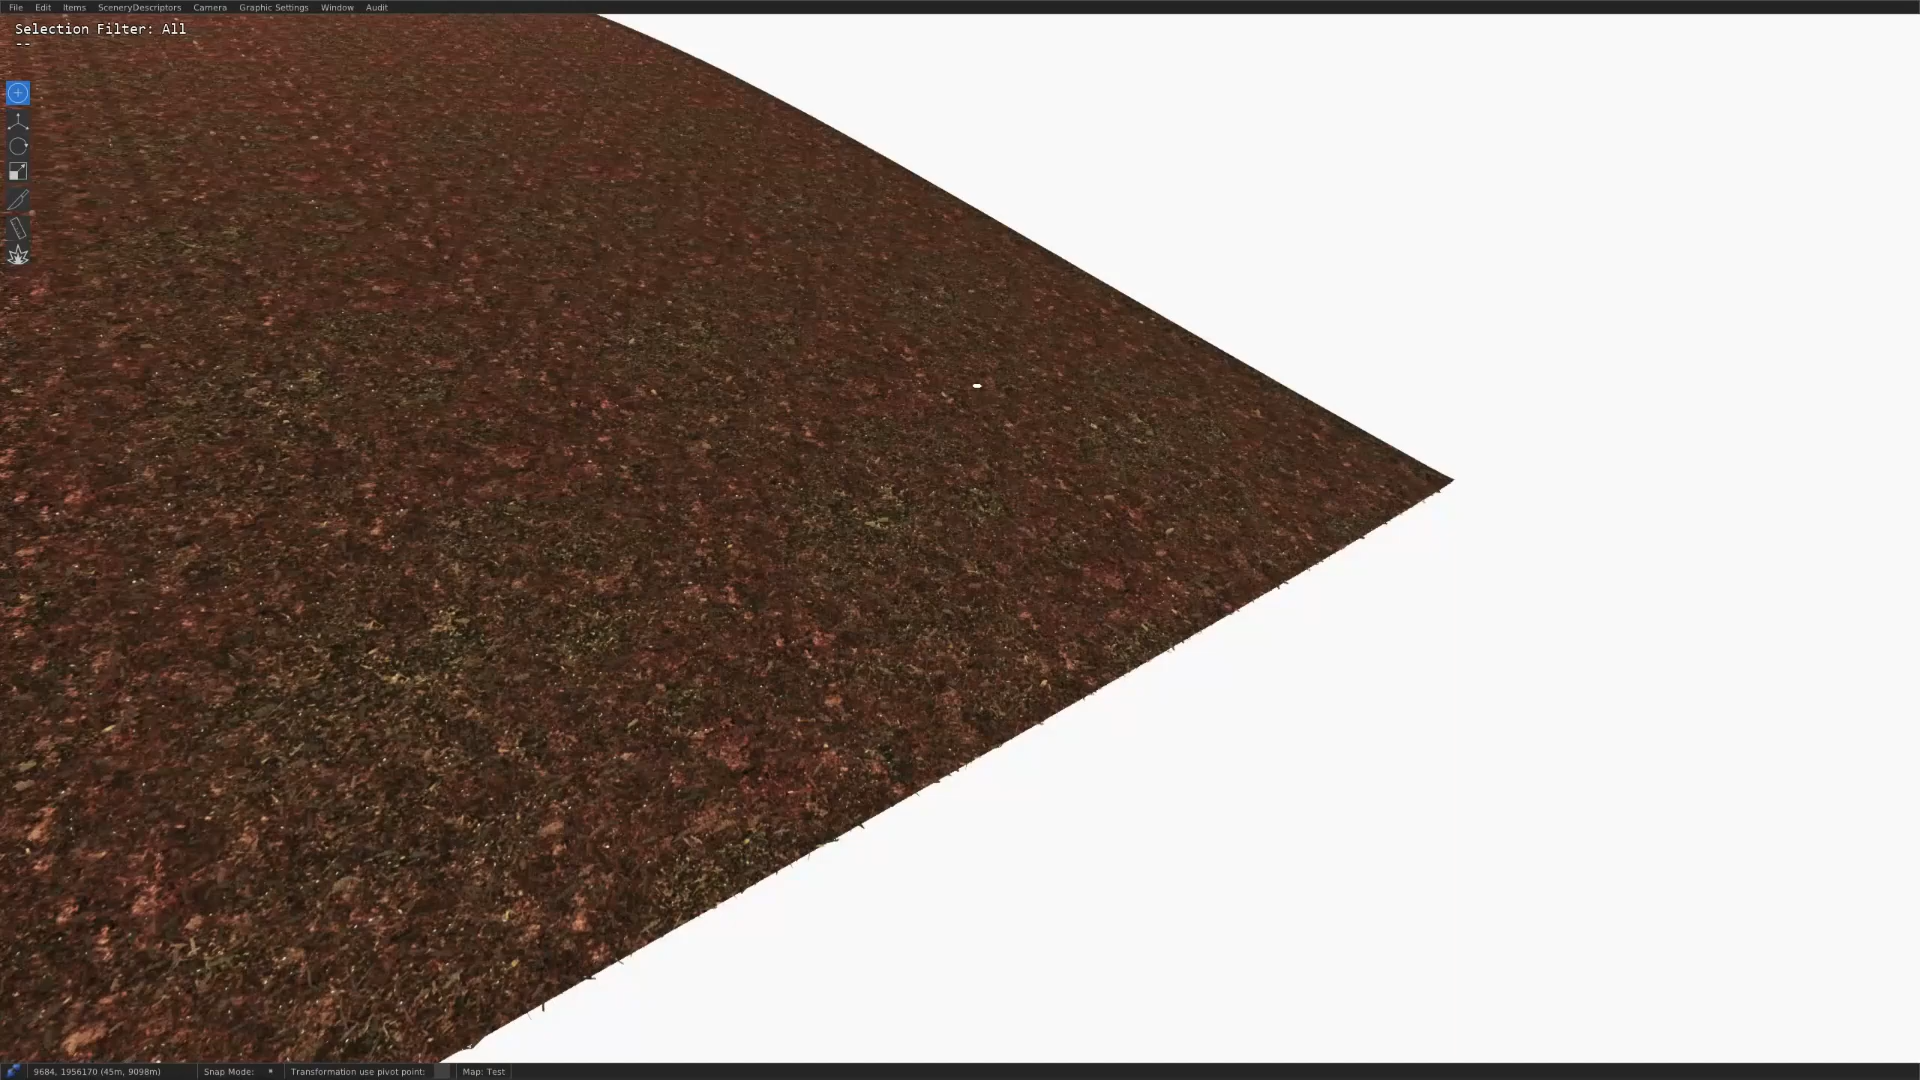 File Edit Items SceneryDescriptors Camera Graphic Settings Window Audit
Selection Filter: All
--
9684, 1956170 (45m, 9098m) Snap Mode: Transformation use pivot point: Map: Test